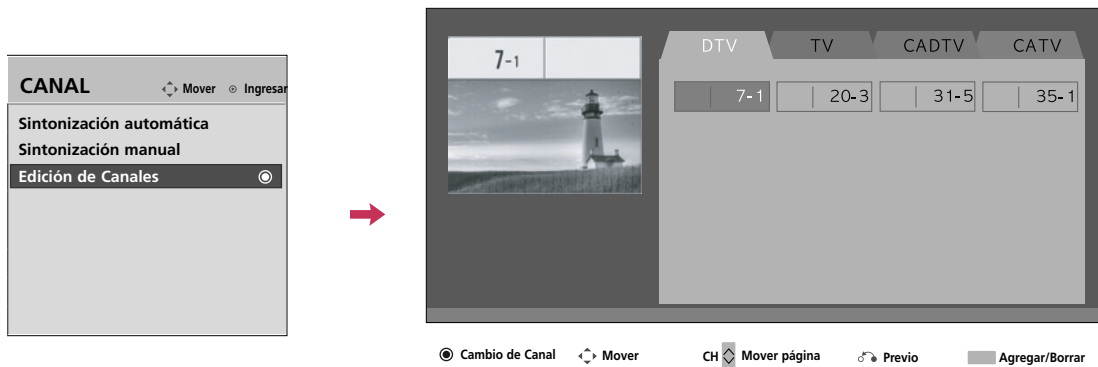 CANAL Mover Ingresar
Sintonización automática
Sintonización manual
Edición de Canales
7-1
DTV TV CADTV CATV
7-1 20-3 31-5 35-1
Cambio de Canal Mover CH Mover página Previo Agregar/Borrar